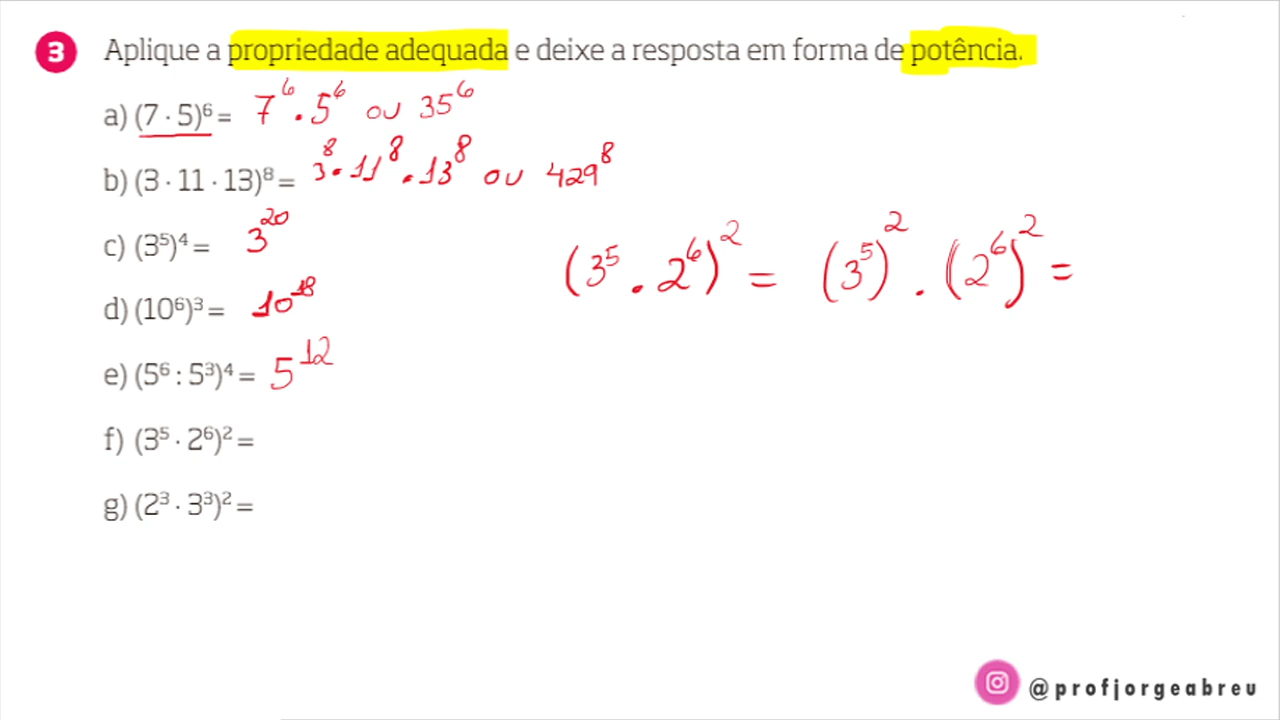 3 Aplique a propriedade adequada e deixe a resposta em forma de potência.
a) (7 · 5)⁶ = 7⁶ . 5⁶ ou 35⁶
b) (3 · 11 · 13)⁸ = 3⁸ . 11⁸ . 13⁸ ou 429⁸
c) (3⁵)⁴ = 3²⁰
(3⁵ . 2⁶)² = (3⁵)² . (2⁶)² =
d) (10⁶)³ = 10¹⁸
e) (5⁶ : 5³)⁴ = 5¹²
f) (3⁵ · 2⁶)² =
g) (2³ · 3³)² =
@profjorgeabreu